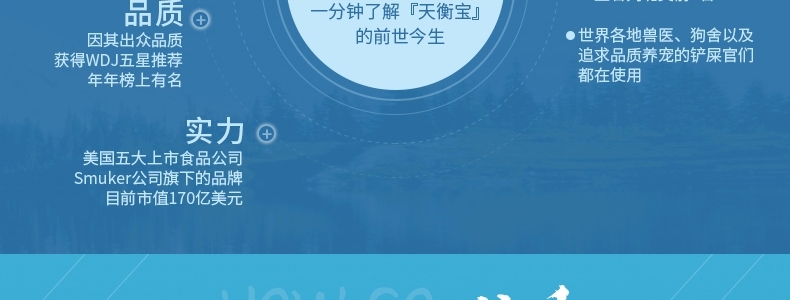 品质
因其出众品质
获得WDJ五星推荐
年年榜上有名
一分钟了解『天衡宝』
的前世今生
世界各地兽医、狗舍以及
追求品质养宠的铲屎官们
都在使用
实力
美国五大上市食品公司
Smuker公司旗下的品牌
目前市值170亿美元